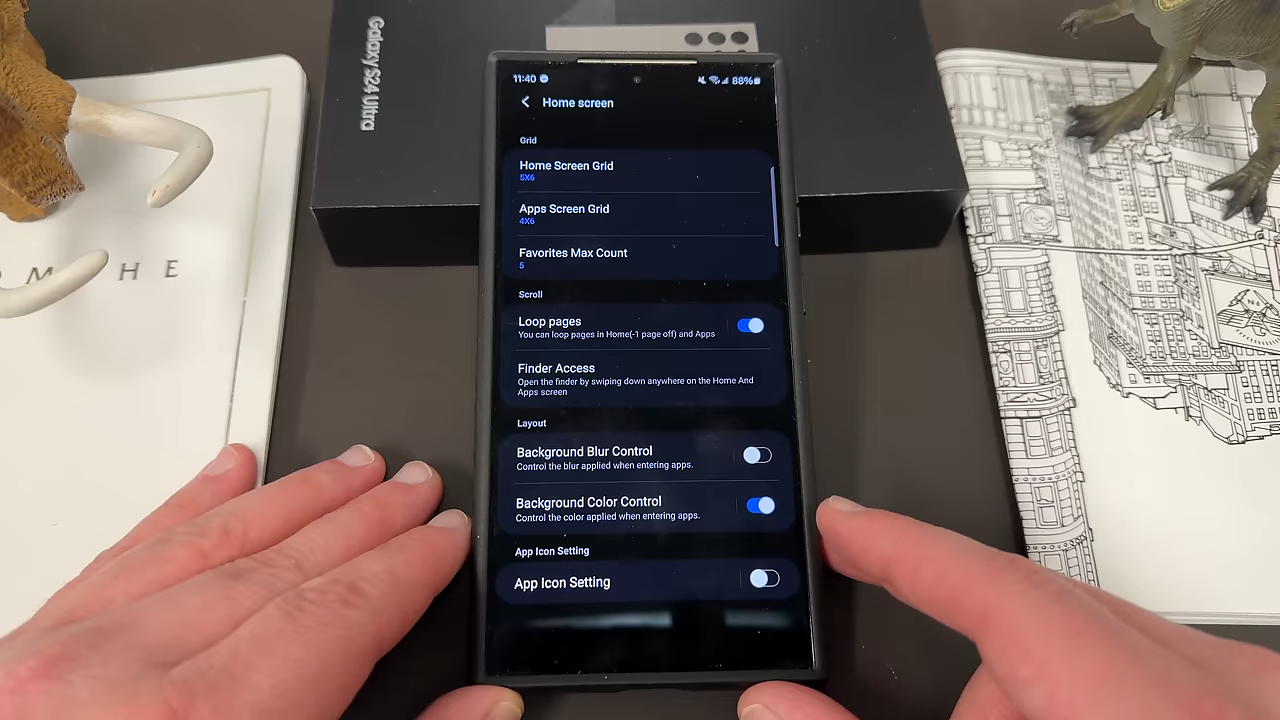 Galaxy S24 Ultra
11:40
88%
Home screen
Grid
Home Screen Grid
5X6
Apps Screen Grid
4X6
Favorites Max Count
5
Scroll
Loop pages
You can loop pages in Home(-1 page off) and Apps
Finder Access
Open the finder by swiping down anywhere on the Home And
Apps screen
Layout
Background Blur Control
Control the blur applied when entering apps.
Background Color Control
Control the color applied when entering apps.
App Icon Setting
App Icon Setting